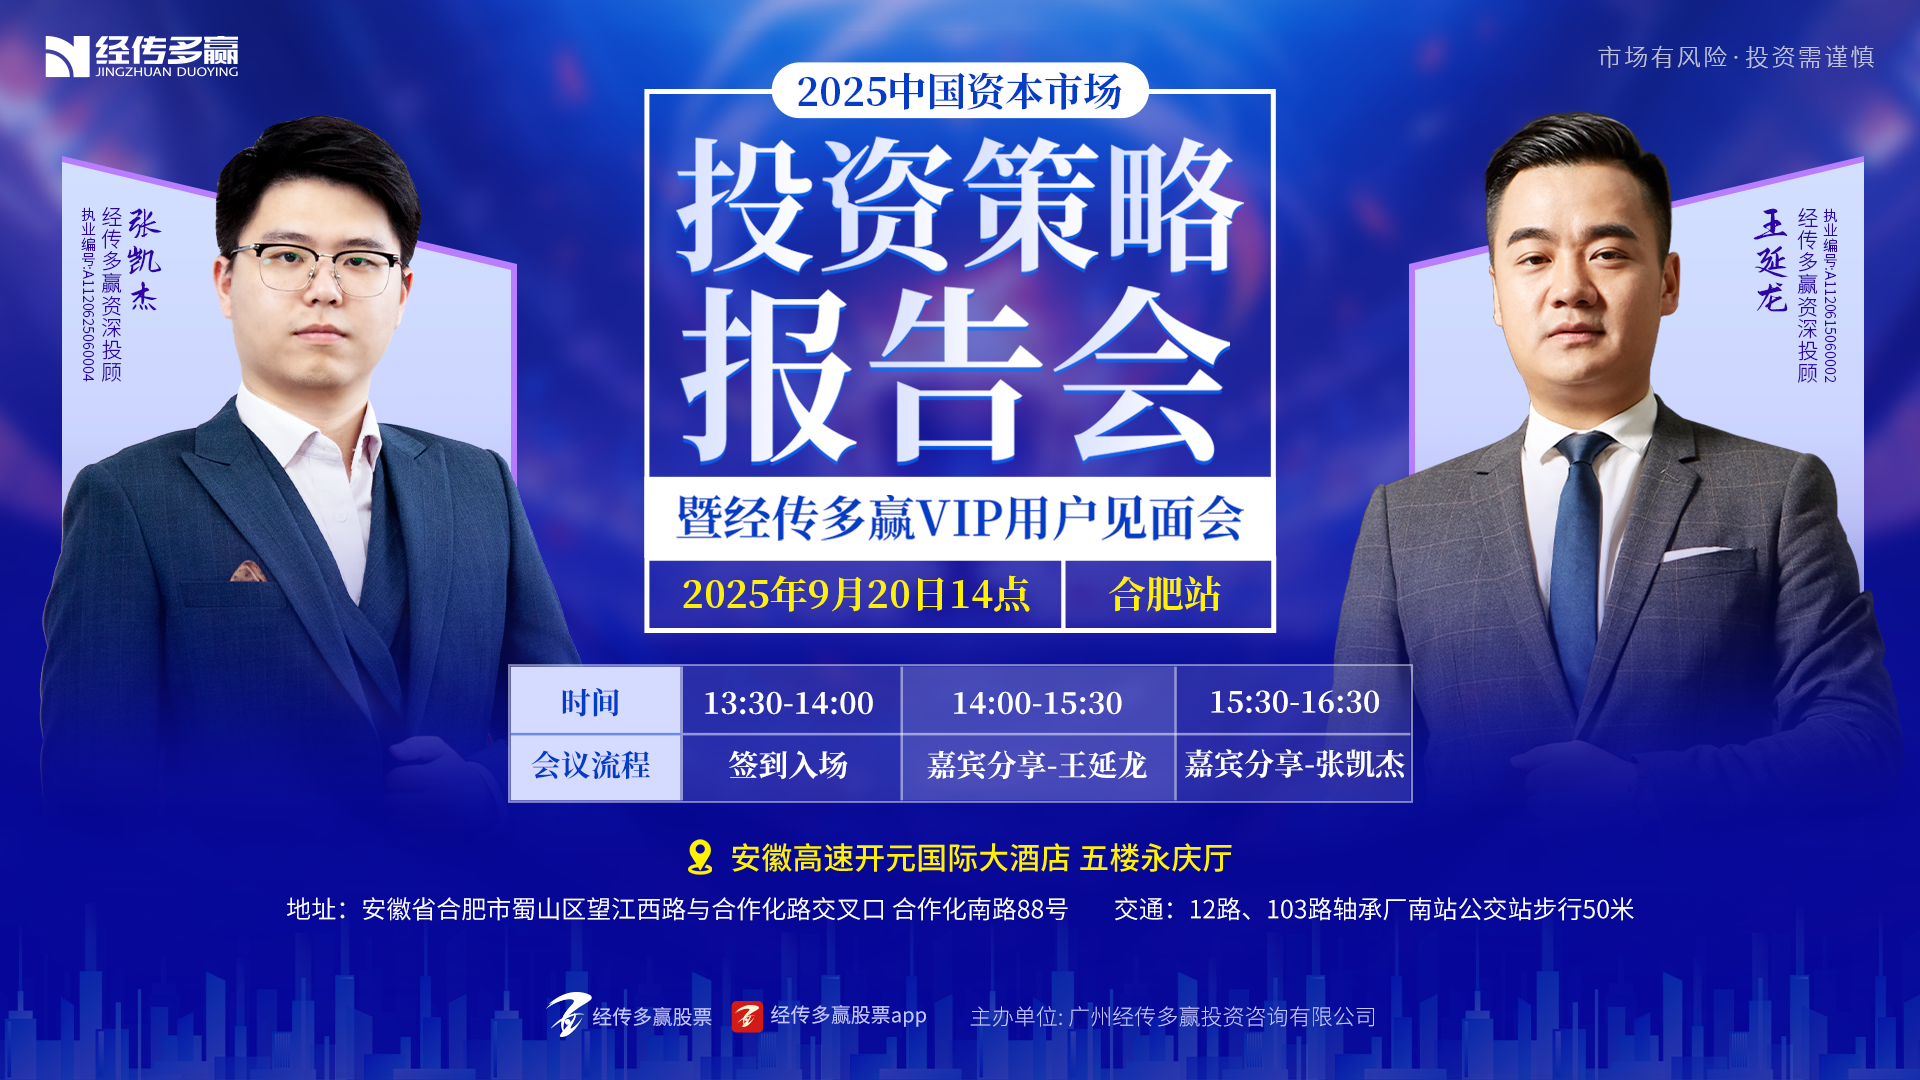 经传多赢
JINGZHUAN DUOYING
市场有风险·投资需谨慎
2025中国资本市场
投资策略
报告会
暨经传多赢VIP用户见面会
2025年9月20日14点
合肥站
张凯杰
经传多赢资深投顾
执业编号:A1120625060004
王延龙
经传多赢资深投顾
执业编号:A1120615060002
时间 13:30-14:00 14:00-15:30 15:30-16:30
会议流程 签到入场 嘉宾分享-王延龙 嘉宾分享-张凯杰
安徽高速开元国际大酒店 五楼永庆厅
地址：安徽省合肥市蜀山区望江西路与合作化路交叉口 合作化南路88号 交通：12路、103路轴承厂南站公交站步行50米
经传多赢股票 经传多赢股票app 主办单位: 广州经传多赢投资咨询有限公司